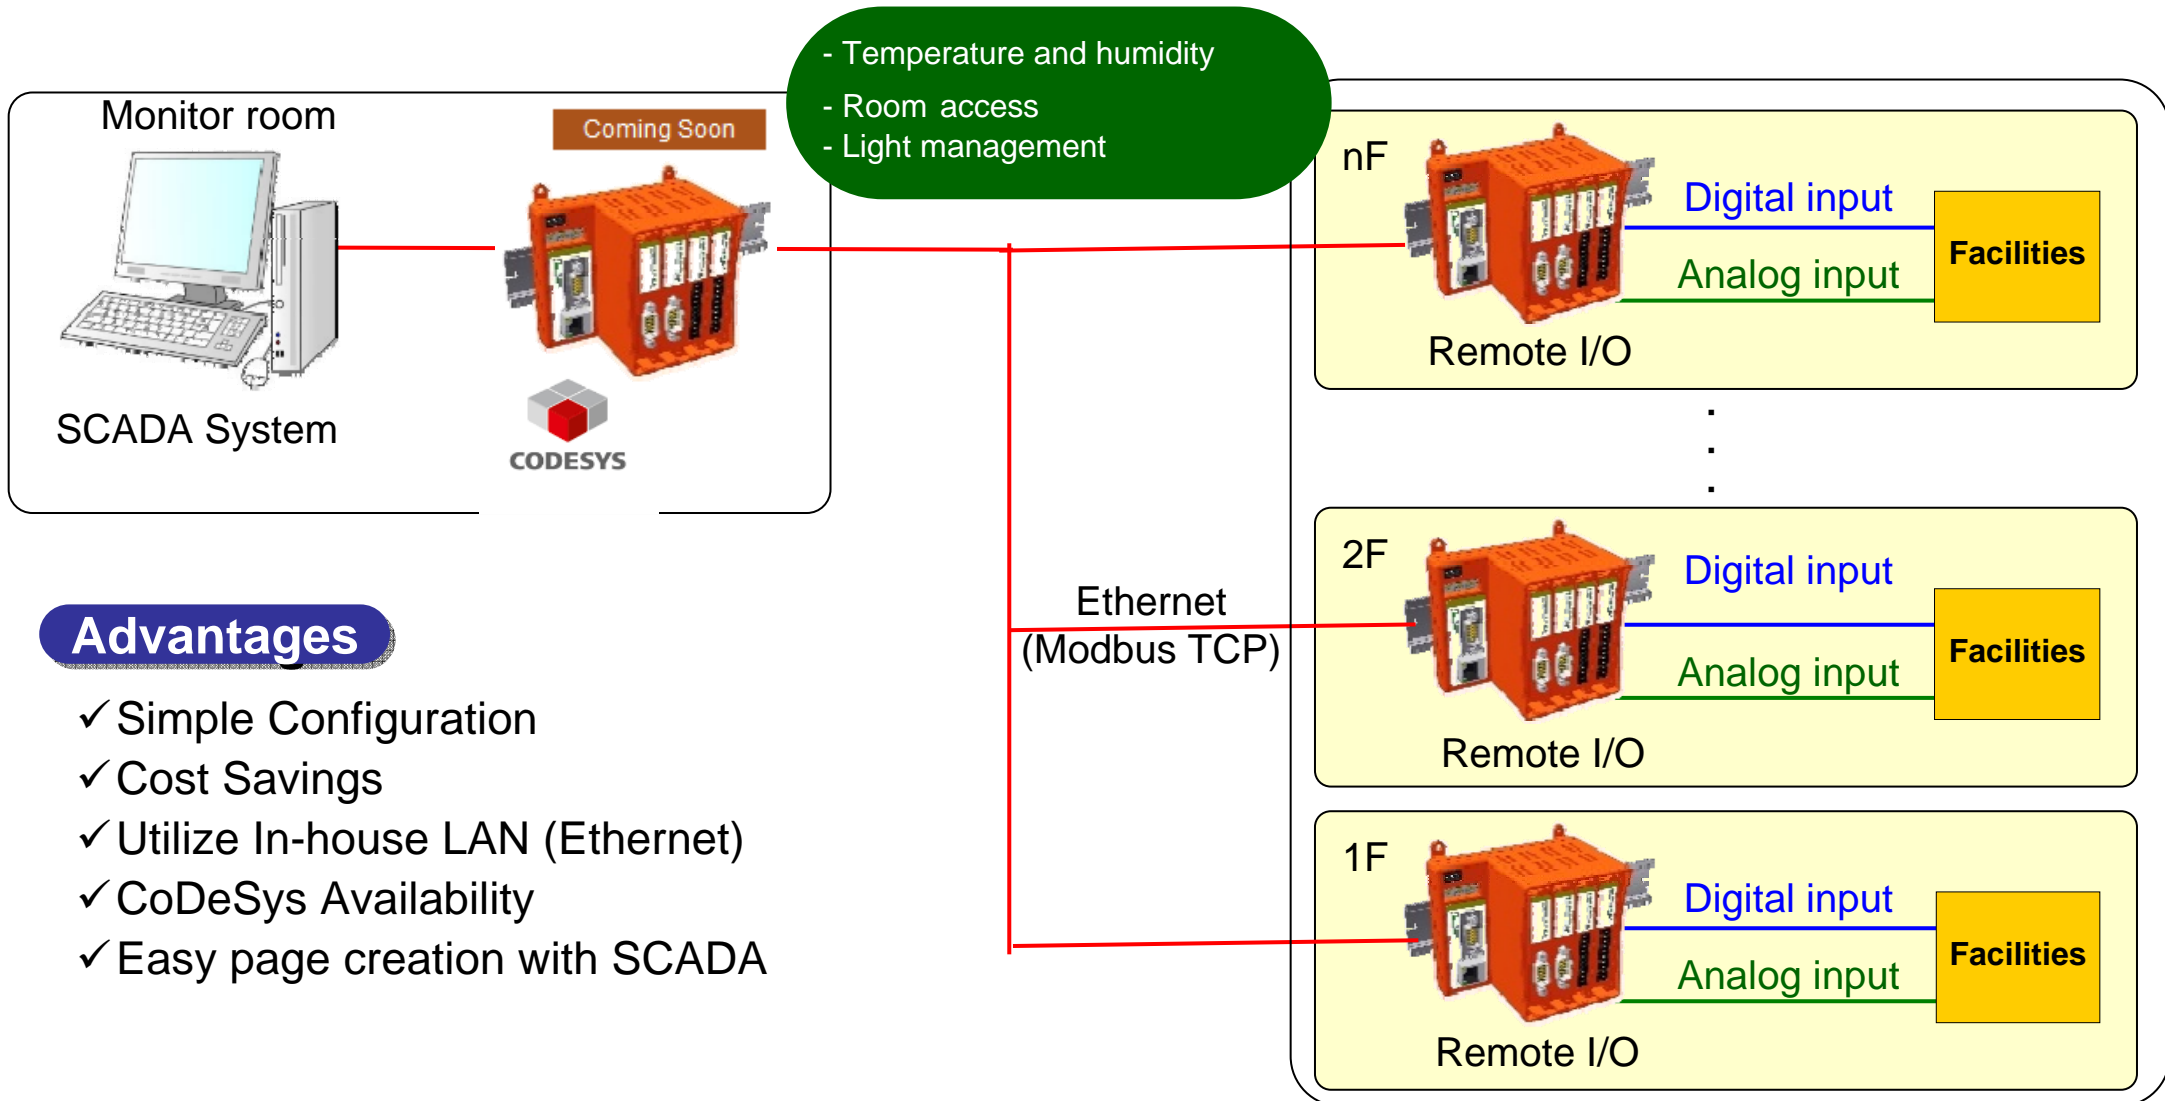 - Temperature and humidity
- Room access
- Light management
Monitor room
Coming Soon
SCADA System
CODESYS
nF
Digital input
Analog input
Facilities
Remote I/O
.
.
.
2F
Digital input
Analog input
Facilities
Remote I/O
Ethernet
(Modbus TCP)
1F
Digital input
Analog input
Facilities
Remote I/O
Advantages
✓ Simple Configuration
✓ Cost Savings
✓ Utilize In-house LAN (Ethernet)
✓ CoDeSys Availability
✓ Easy page creation with SCADA